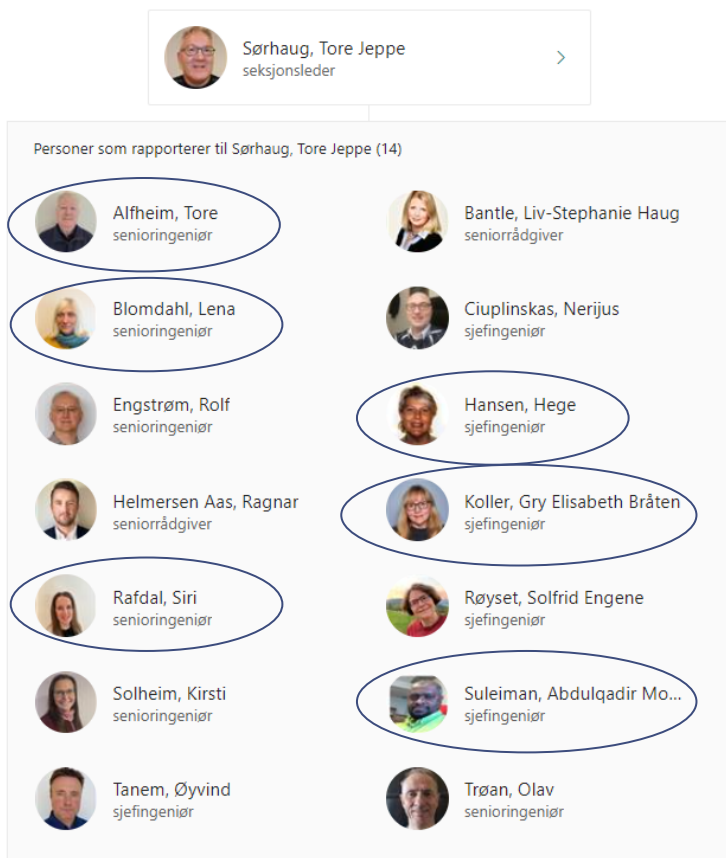 Sørhaug, Tore Jeppe
seksjonsleder
Personer som rapporterer til Sørhaug, Tore Jeppe (14)
Alfheim, Tore
senioringeniør
Bantle, Liv-Stephanie Haug
seniorrådgiver
Blomdahl, Lena
senioringeniør
Ciuplinskas, Nerijus
sjefingeniør
Engstrøm, Rolf
senioringeniør
Hansen, Hege
sjefingeniør
Helmersen Aas, Ragnar
seniorrådgiver
Koller, Gry Elisabeth Bråten
sjefingeniør
Rafdal, Siri
senioringeniør
Røyset, Solfrid Engene
sjefingeniør
Solheim, Kirsti
senioringeniør
Suleiman, Abdulqadir Mo...
sjefingeniør
Tanem, Øyvind
sjefingeniør
Trøan, Olav
senioringeniør